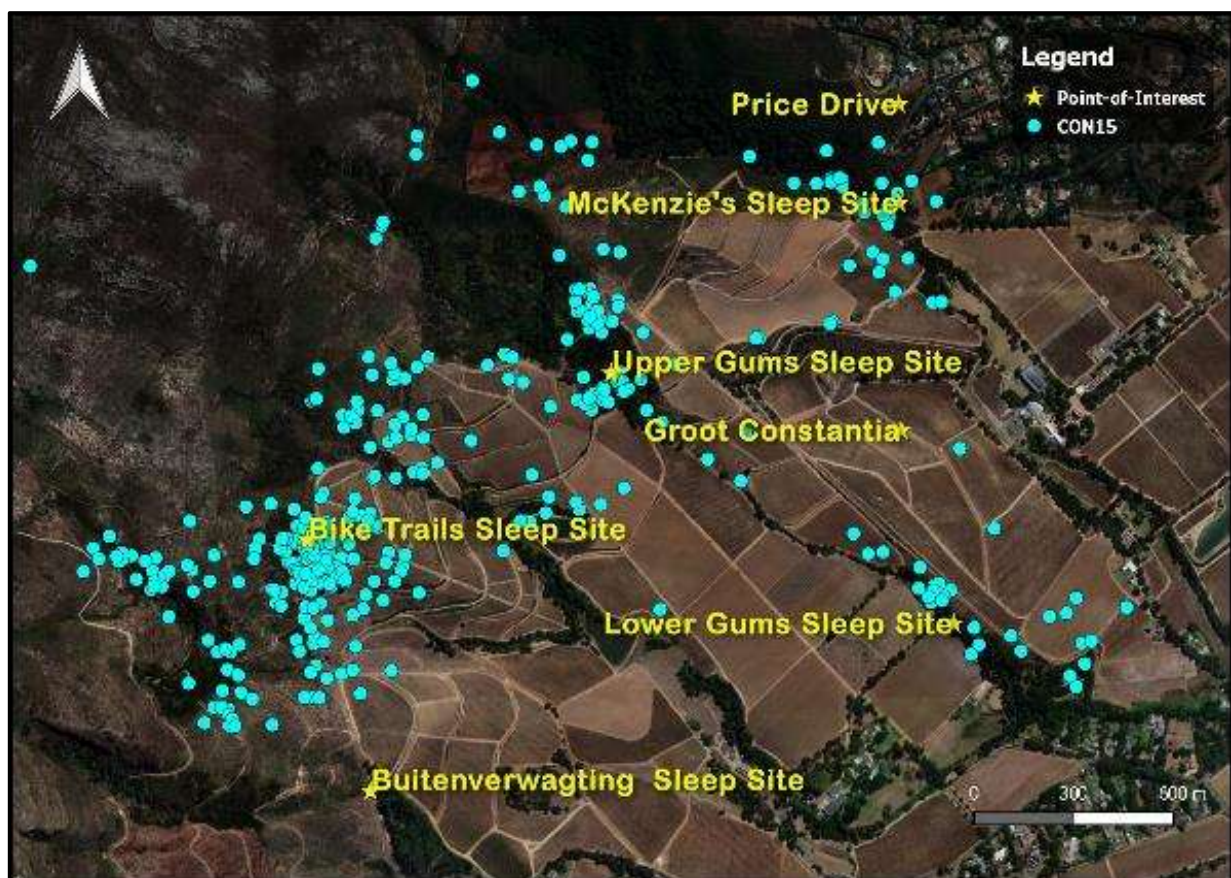 Legend
Price Drive
Point-of-Interest
CON15
McKenzie's Sleep Site
Upper Gums Sleep Site
Groot Constantia
Bike Trails Sleep Site
Lower Gums Sleep Site
Buitenverwagting Sleep Site
0 300 600 m